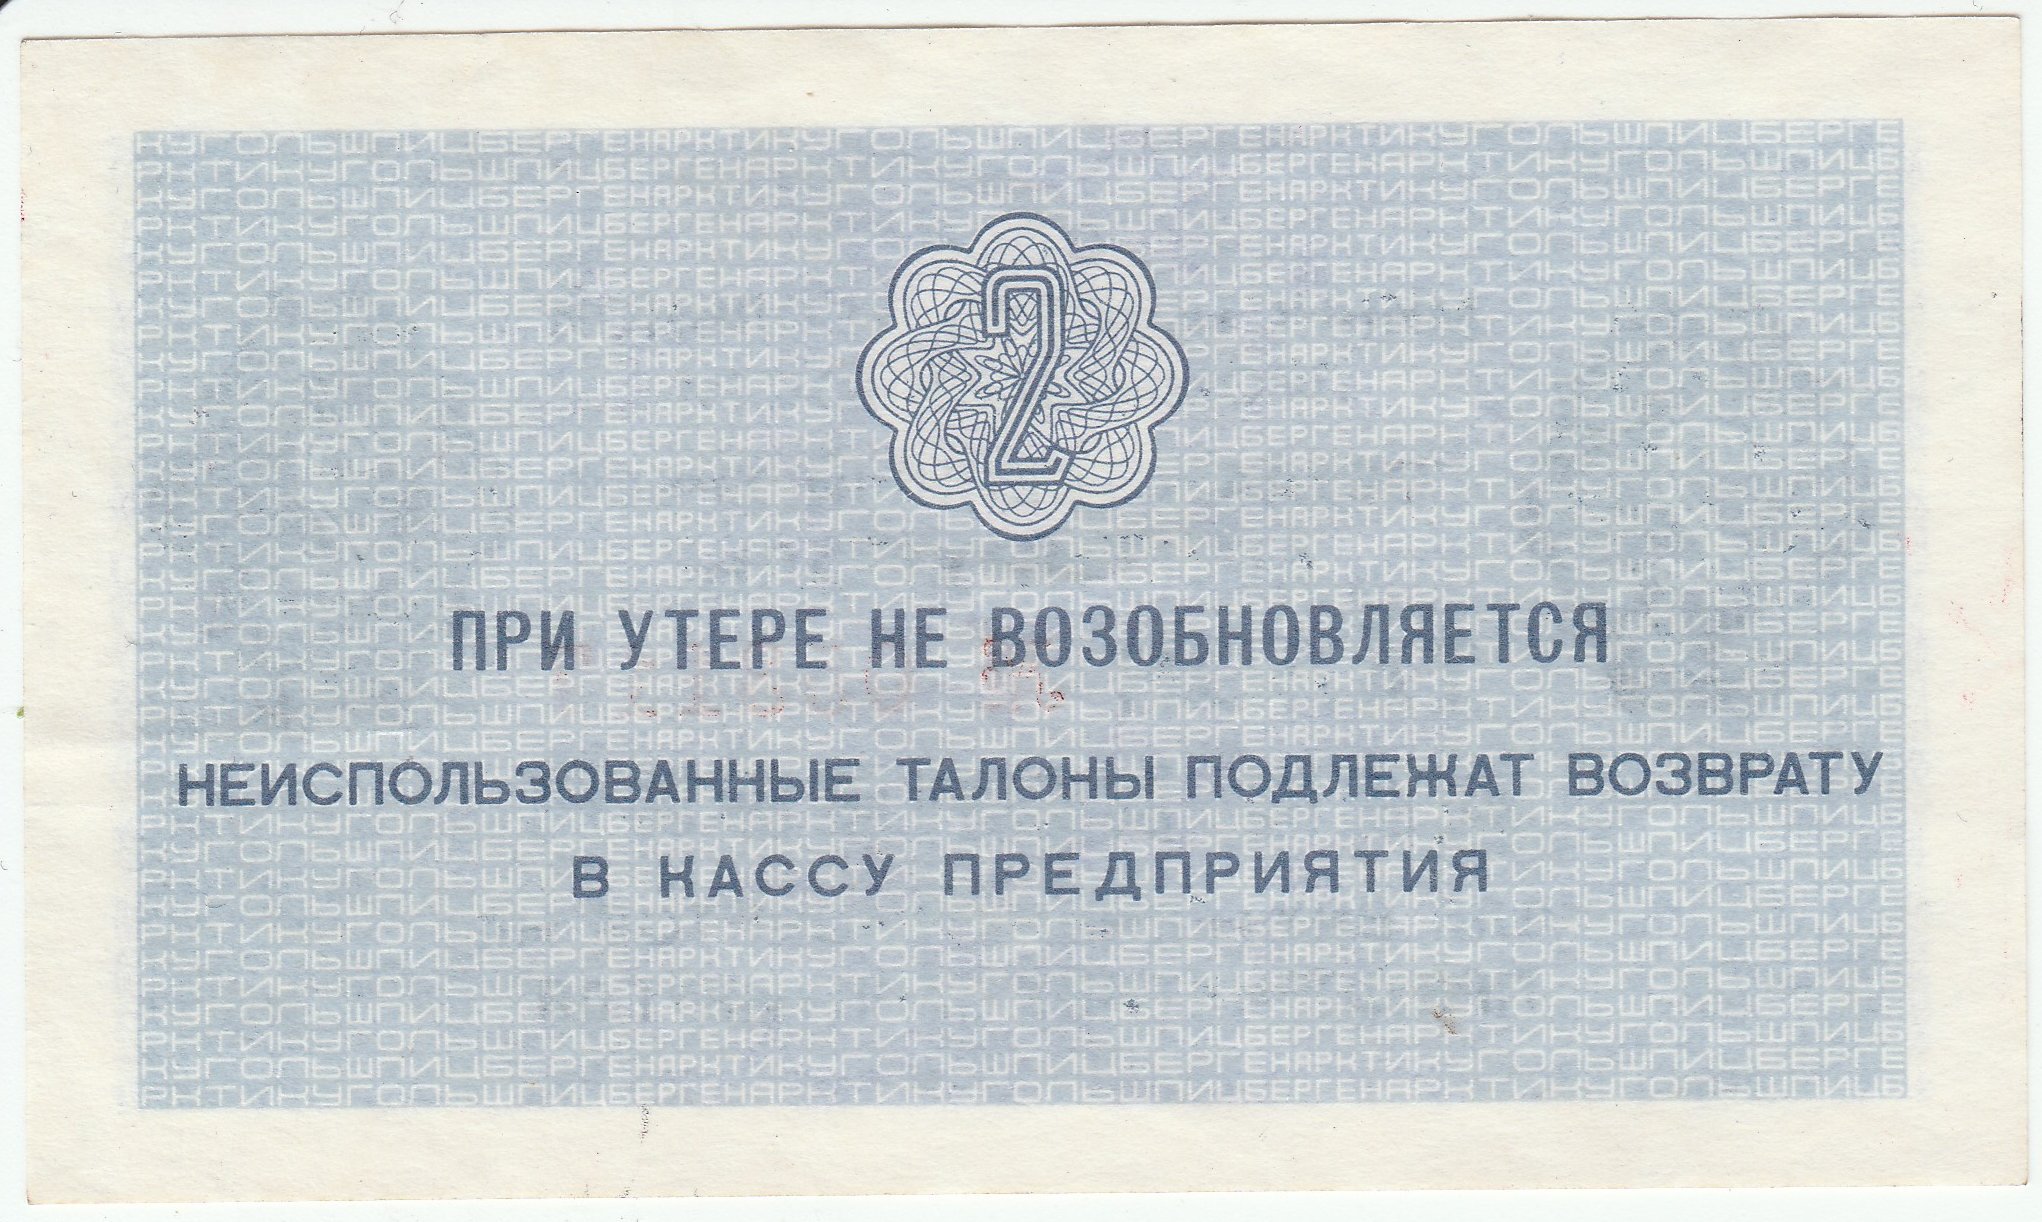 2
ПРИ УТЕРЕ НЕ ВОЗОБНОВЛЯЕТСЯ
НЕИСПОЛЬЗОВАННЫЕ ТАЛОНЫ ПОДЛЕЖАТ ВОЗВРАТУ
В КАССУ ПРЕДПРИЯТИЯ